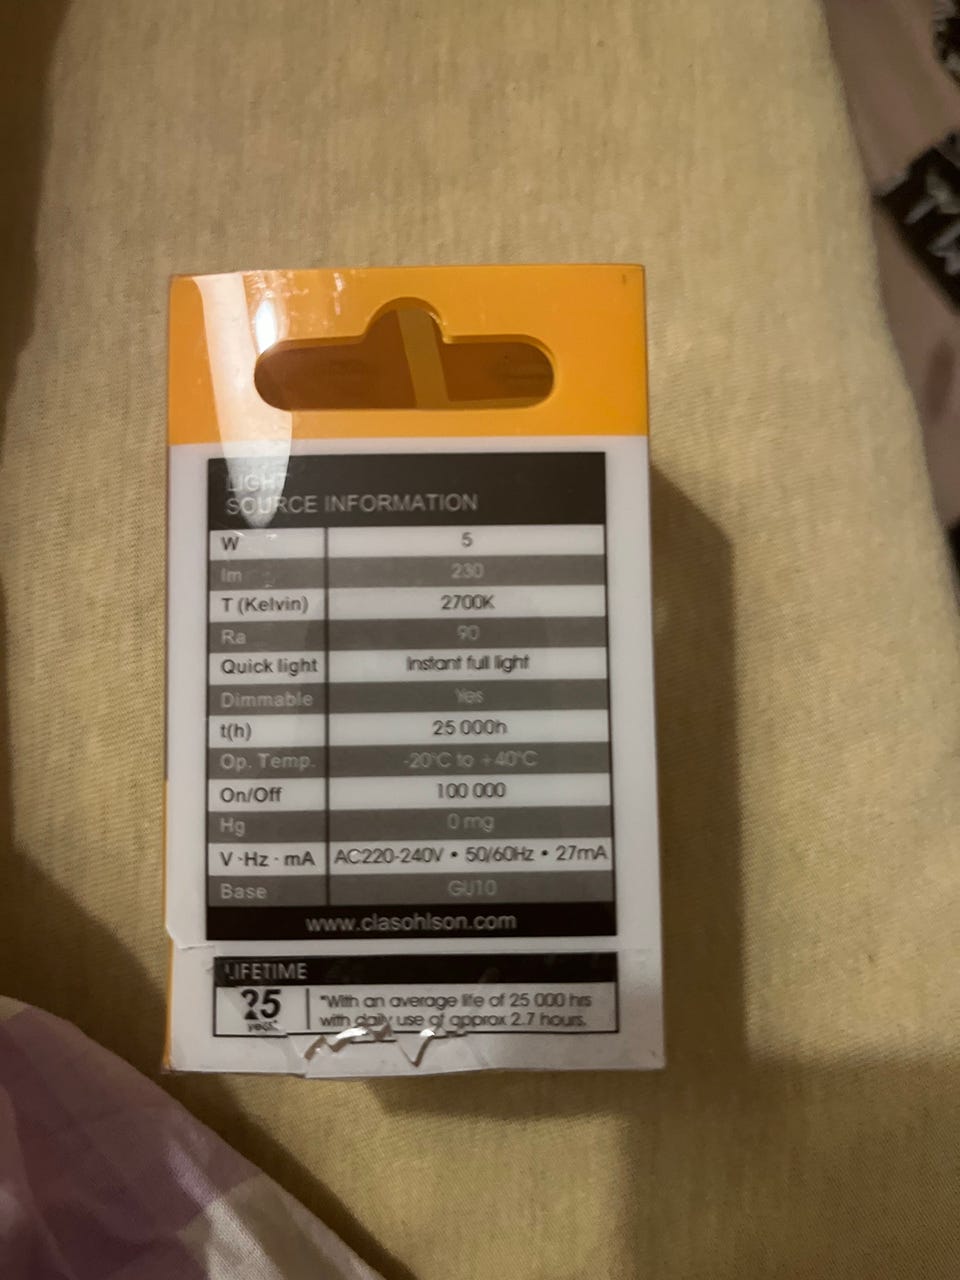 LIGHT
SOURCE INFORMATION
W 5
lm 230
T (Kelvin) 2700K
Ra 90
Quick light Instant full light
Dimmable Yes
t(h) 25 000h
Op. Temp. -20°C to +40°C
On/Off 100 000
Hg 0 mg
V · Hz · mA AC220-240V • 50/60Hz • 27mA
Base GU10
www.clasohlson.com
LIFETIME
25 "With an average life of 25 000 hrs
years* with daily use of approx 2.7 hours.